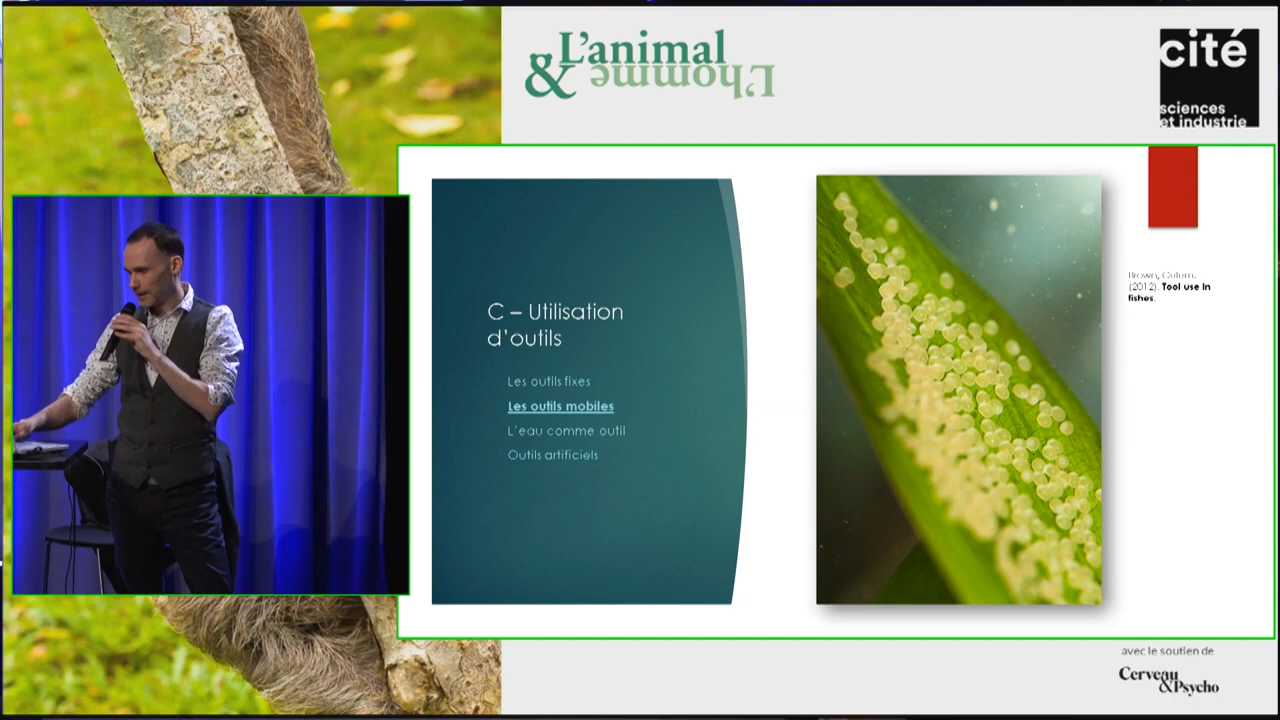 L'animal
& L'homme
cité
sciences
et industrie
C – Utilisation
d'outils
Les outils fixes
Les outils mobiles
L'eau comme outil
Outils artificiels
Brown, Culum.
(2012). Tool use in
fishes.
avec le soutien de
Cerveau
&Psycho